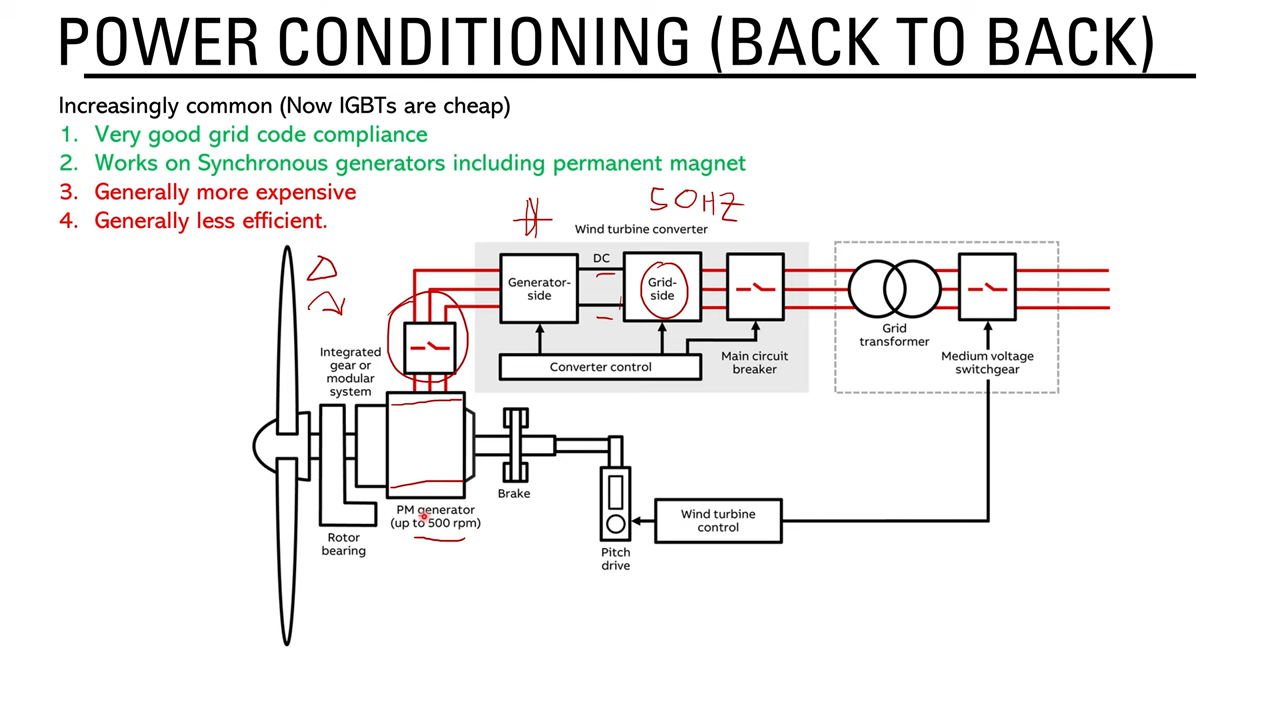 POWER CONDITIONING (BACK TO BACK)
Increasingly common (Now IGBTs are cheap)
1. Very good grid code compliance
2. Works on Synchronous generators including permanent magnet
3. Generally more expensive
4. Generally less efficient.
50HZ
Wind turbine converter
DC
Generator-
side
Grid-
side
Converter control
Main circuit
breaker
Grid
transformer
Medium voltage
switchgear
Integrated
gear or
modular
system
Brake
PM generator
(up to 500 rpm)
Rotor
bearing
Pitch
drive
Wind turbine
control